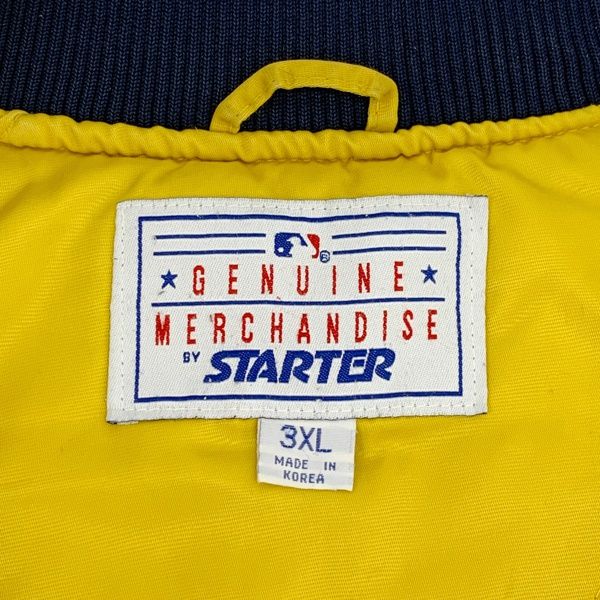 GENUINE
MERCHANDISE
BY STARTER
3XL
MADE IN
KOREA